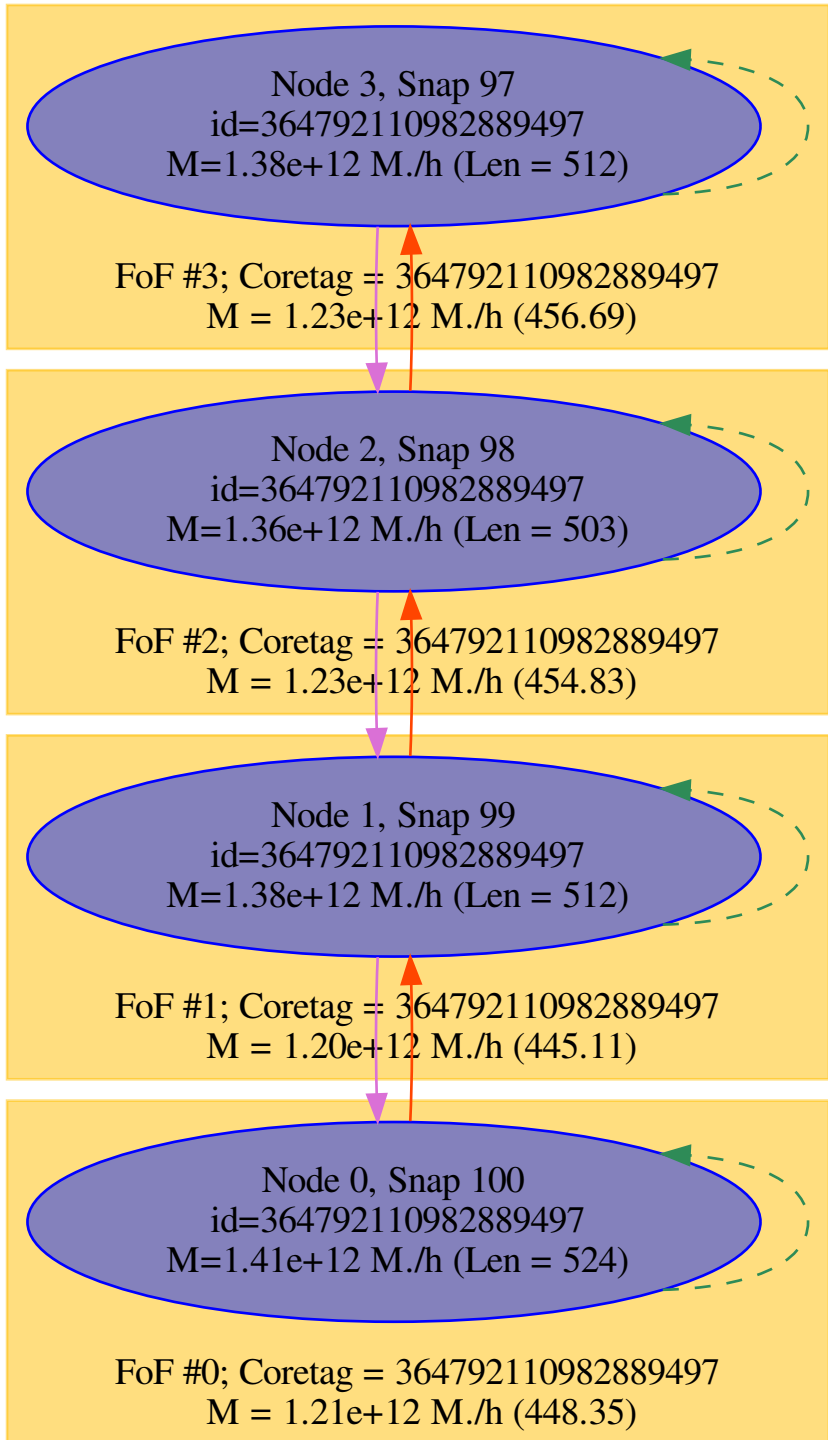 Node 3, Snap 97
id=364792110982889497
M=1.38e+12 M./h (Len = 512)
FoF #3; Coretag = 364792110982889497
M = 1.23e+12 M./h (456.69)
Node 2, Snap 98
id=364792110982889497
M=1.36e+12 M./h (Len = 503)
FoF #2; Coretag = 364792110982889497
M = 1.23e+12 M./h (454.83)
Node 1, Snap 99
id=364792110982889497
M=1.38e+12 M./h (Len = 512)
FoF #1; Coretag = 364792110982889497
M = 1.20e+12 M./h (445.11)
Node 0, Snap 100
id=364792110982889497
M=1.41e+12 M./h (Len = 524)
FoF #0; Coretag = 364792110982889497
M = 1.21e+12 M./h (448.35)